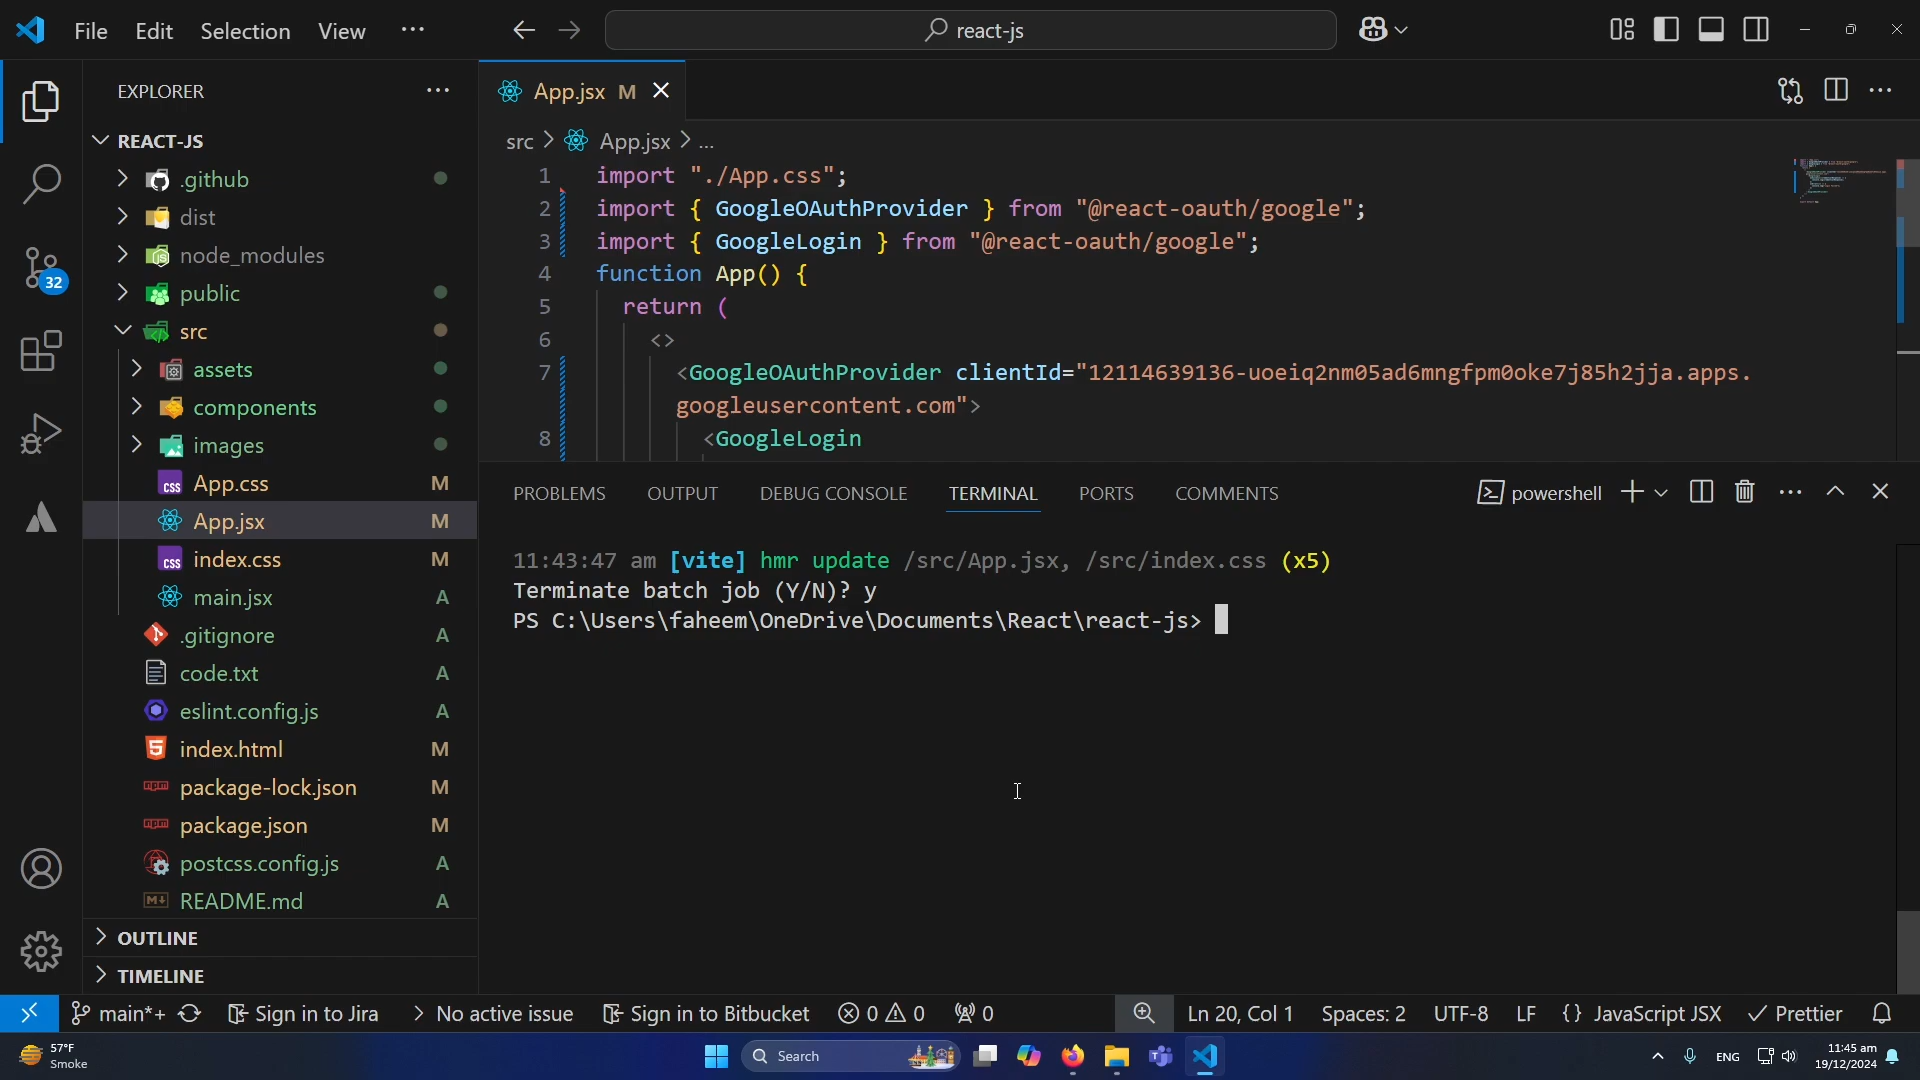 File Edit Selection View ...
react-js
EXPLORER
REACT-JS
.github
dist
node_modules
public
src
assets
components
images
App.css M
App.jsx M
index.css M
main.jsx A
.gitignore A
code.txt A
eslint.config.js A
index.html M
package-lock.json M
package.json M
postcss.config.js A
README.md A
OUTLINE
TIMELINE
32
App.jsx M
src > App.jsx > ...
1 import "./App.css";
2 import { GoogleOAuthProvider } from "@react-oauth/google";
3 import { GoogleLogin } from "@react-oauth/google";
4 function App() {
5 return (
6 <>
7 <GoogleOAuthProvider clientId="12114639136-uoeiq2nm05ad6mngfpm0oke7j85h2jja.apps.
googleusercontent.com">
8 <GoogleLogin
PROBLEMS OUTPUT DEBUG CONSOLE TERMINAL PORTS COMMENTS powershell
11:43:47 am [vite] hmr update /src/App.jsx, /src/index.css (x5)
Terminate batch job (Y/N)? y
PS C:\Users\faheem\OneDrive\Documents\React\react-js>
main*+ Sign in to Jira > No active issue Sign in to Bitbucket 0 0 0 Ln 20, Col 1 Spaces: 2 UTF-8 LF {} JavaScript JSX Prettier
57°F
Smoke
Search
ENG
11:45 am
19/12/2024